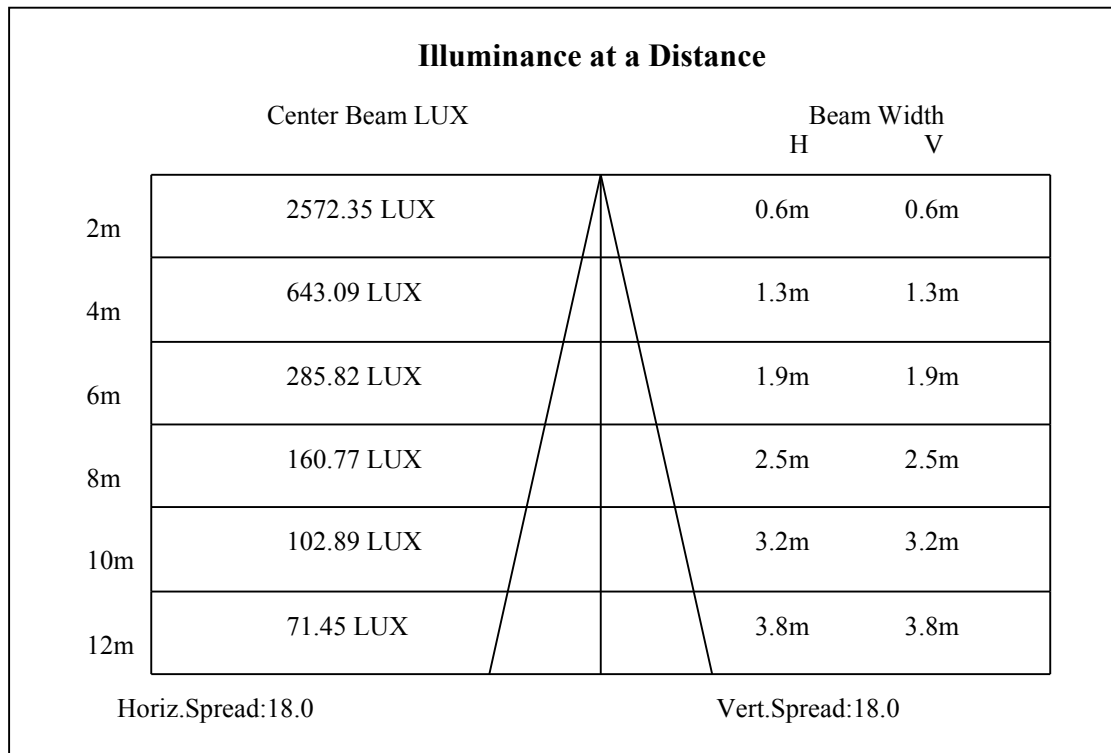 Illuminance at a Distance
Center Beam LUX Beam Width
H V
2m 2572.35 LUX 0.6m 0.6m
4m 643.09 LUX 1.3m 1.3m
6m 285.82 LUX 1.9m 1.9m
8m 160.77 LUX 2.5m 2.5m
10m 102.89 LUX 3.2m 3.2m
12m 71.45 LUX 3.8m 3.8m
Horiz.Spread:18.0 Vert.Spread:18.0